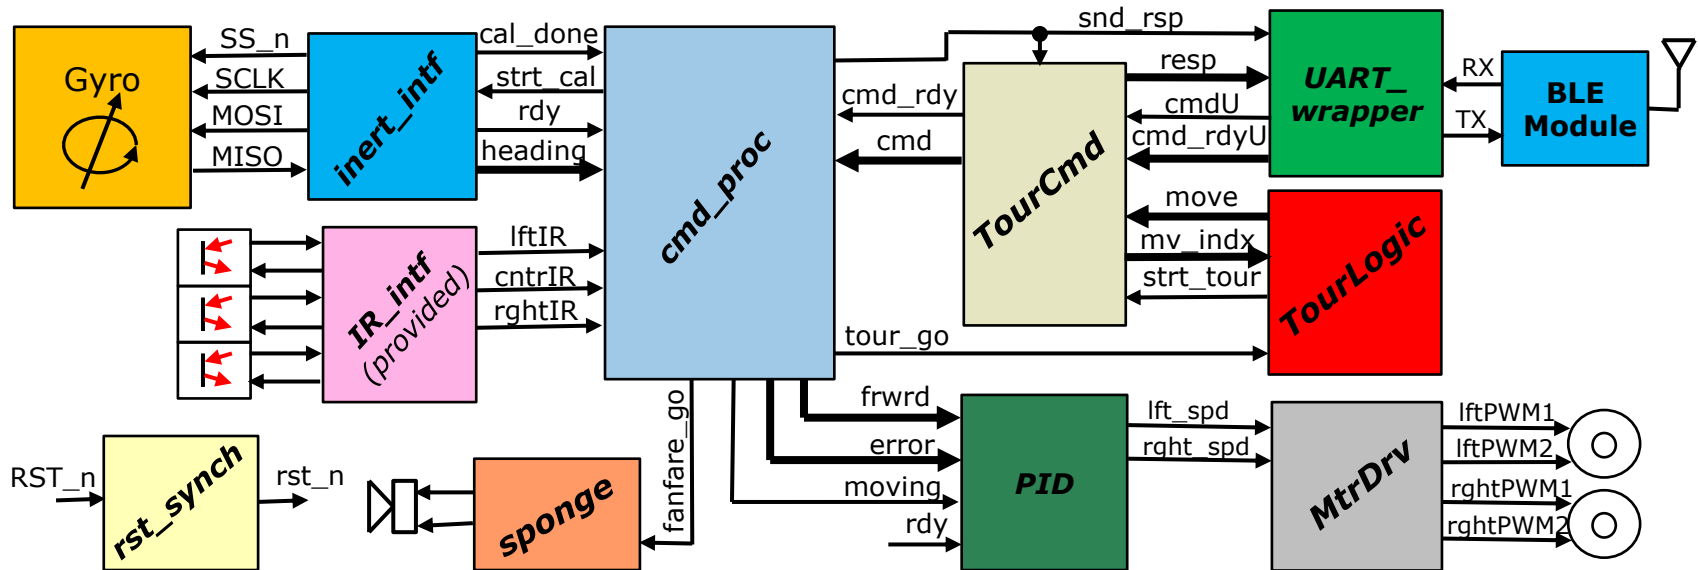 Gyro
SS_n
SCLK
MOSI
MISO
inert_intf
cal_done
strt_cal
rdy
heading
cmd_proc
snd_rsp
cmd_rdy
cmd
TourCmd
resp
cmdU
cmd_rdyU
UART_
wrapper
RX
TX
BLE
Module
move
mv_indx
strt_tour
TourLogic
IR_intf
(provided)
lftIR
cntrIR
rghtIR
tour_go
fanfare_go
frwrd
error
moving
rdy
PID
lft_spd
rght_spd
MtrDrv
lftPWM1
lftPWM2
rghtPWM1
rghtPWM2
RST_n
rst_synch
rst_n
sponge